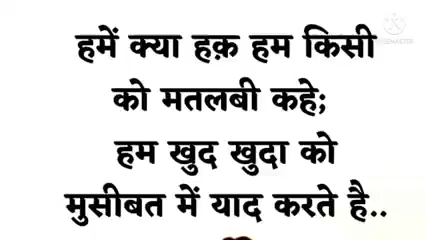 हमें क्या हक़ हम किसी
को मतलबी कहे;
हम खुद खुदा को
मुसीबत में याद करते है..